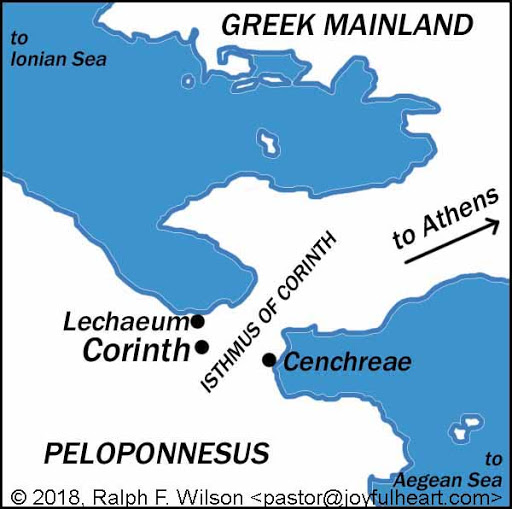 GREEK MAINLAND
to
Ionian Sea
to Athens
ISTHMUS OF CORINTH
Lechaeum
Corinth
Cenchreae
PELOPONNESUS
to
Aegean Sea
© 2018, Ralph F. Wilson <pastor@joyfulheart.com>